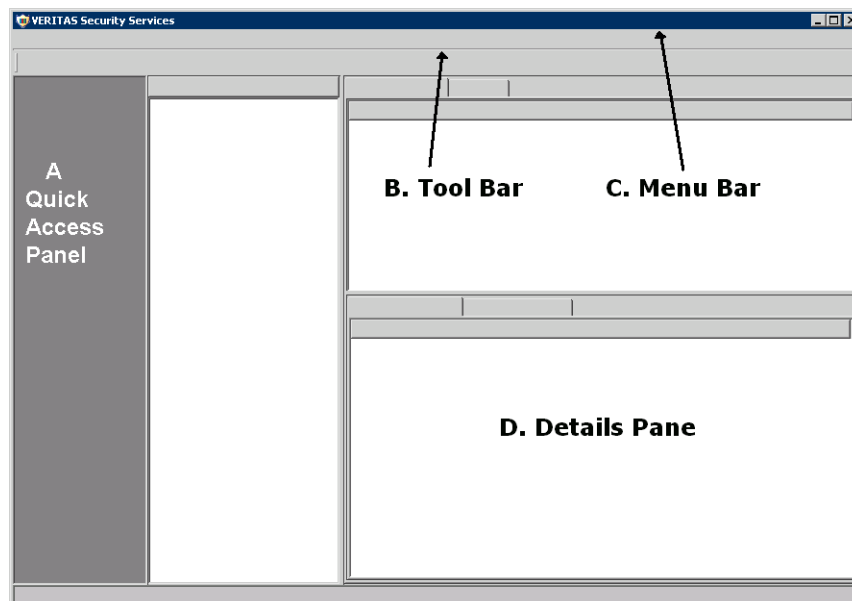 VERITAS Security Services
A
Quick
Access
Panel
B. Tool Bar
C. Menu Bar
D. Details Pane